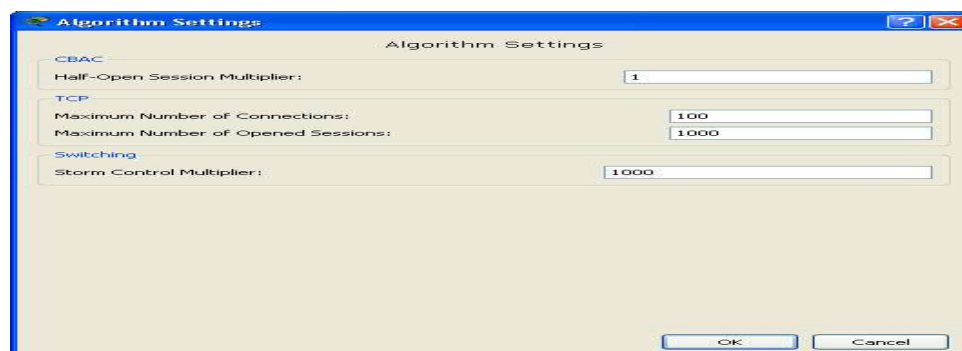 Algorithm Settings
Algorithm Settings
CBAC
Half-Open Session Multiplier: 1
TCP
Maximum Number of Connections: 100
Maximum Number of Opened Sessions: 1000
Switching
Storm Control Multiplier: 1000
OK Cancel